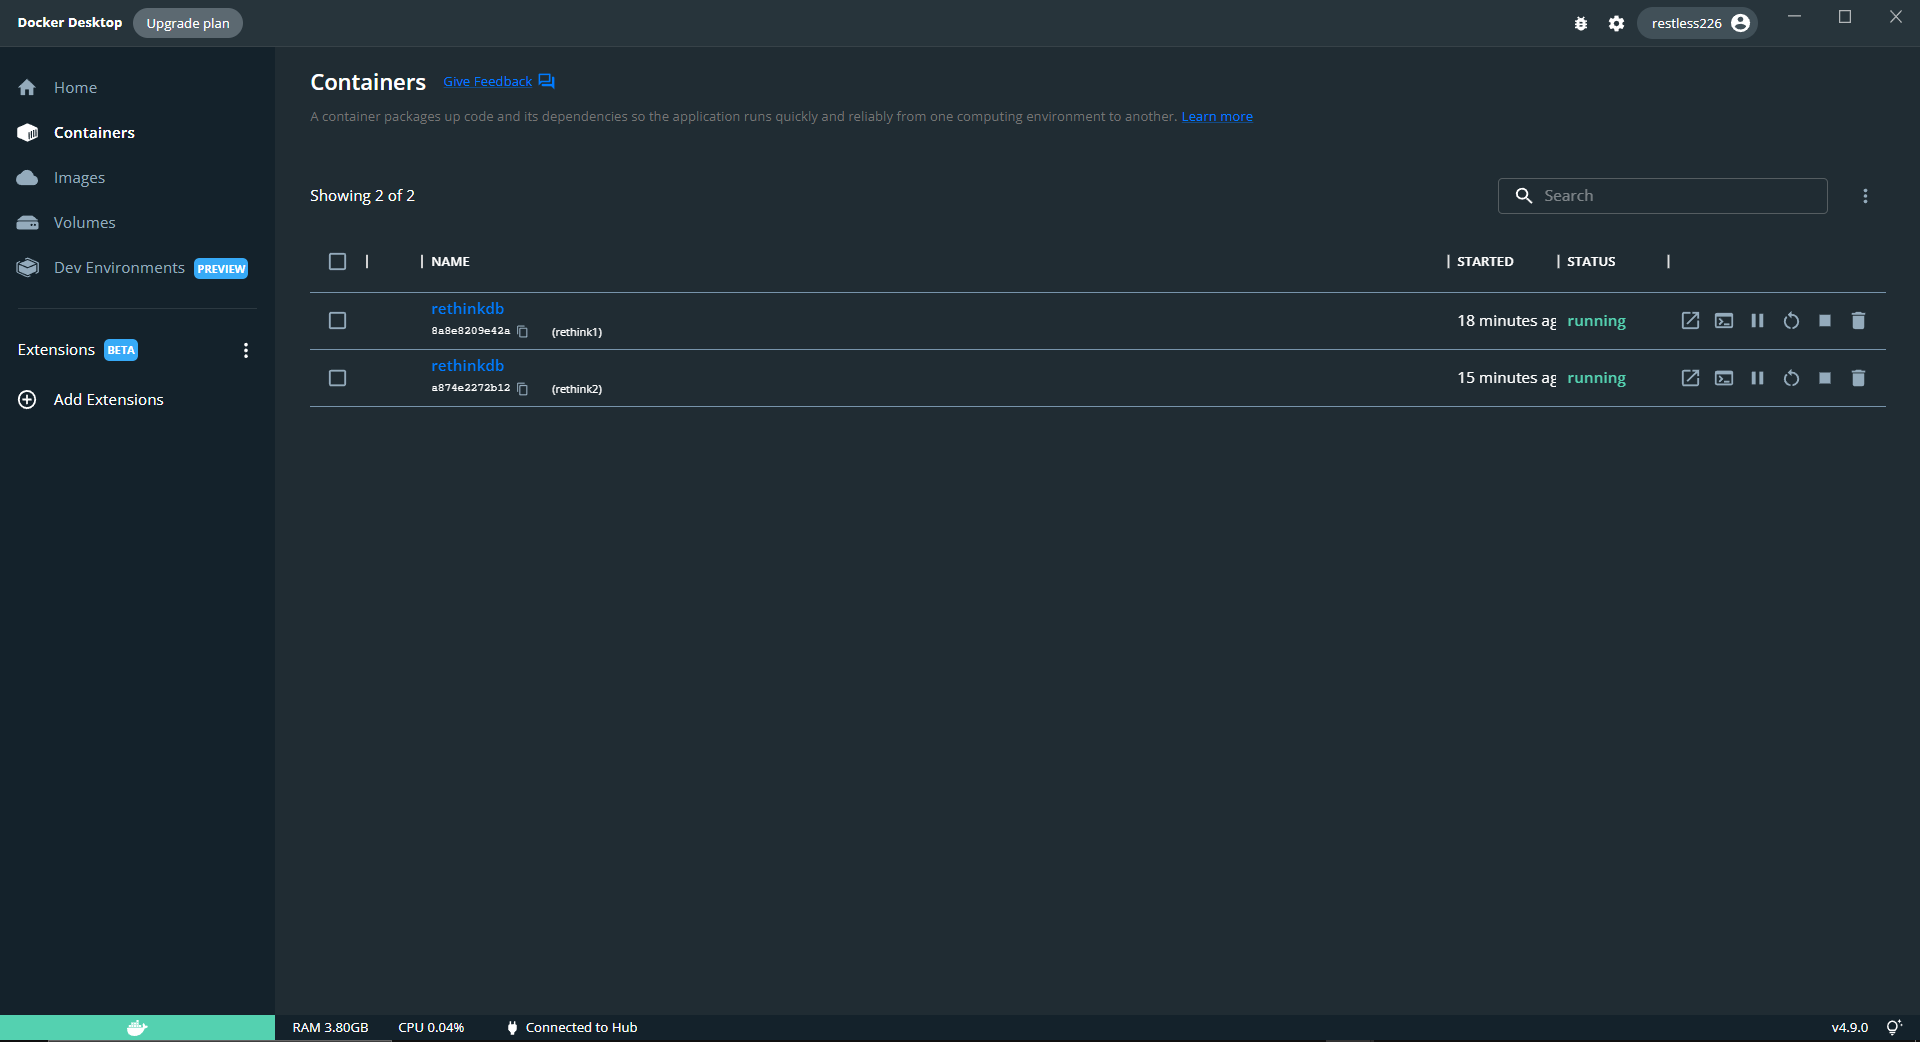 Docker Desktop Upgrade plan restless226
Home
Containers
Images
Volumes
Dev Environments PREVIEW
Extensions BETA
Add Extensions
Containers Give Feedback
A container packages up code and its dependencies so the application runs quickly and reliably from one computing environment to another. Learn more
Showing 2 of 2 Search
NAME STARTED STATUS
rethinkdb
8a8e8209e42a (rethink1) 18 minutes ag running
rethinkdb
a874e2272b12 (rethink2) 15 minutes ag running
RAM 3.80GB CPU 0.04% Connected to Hub v4.9.0